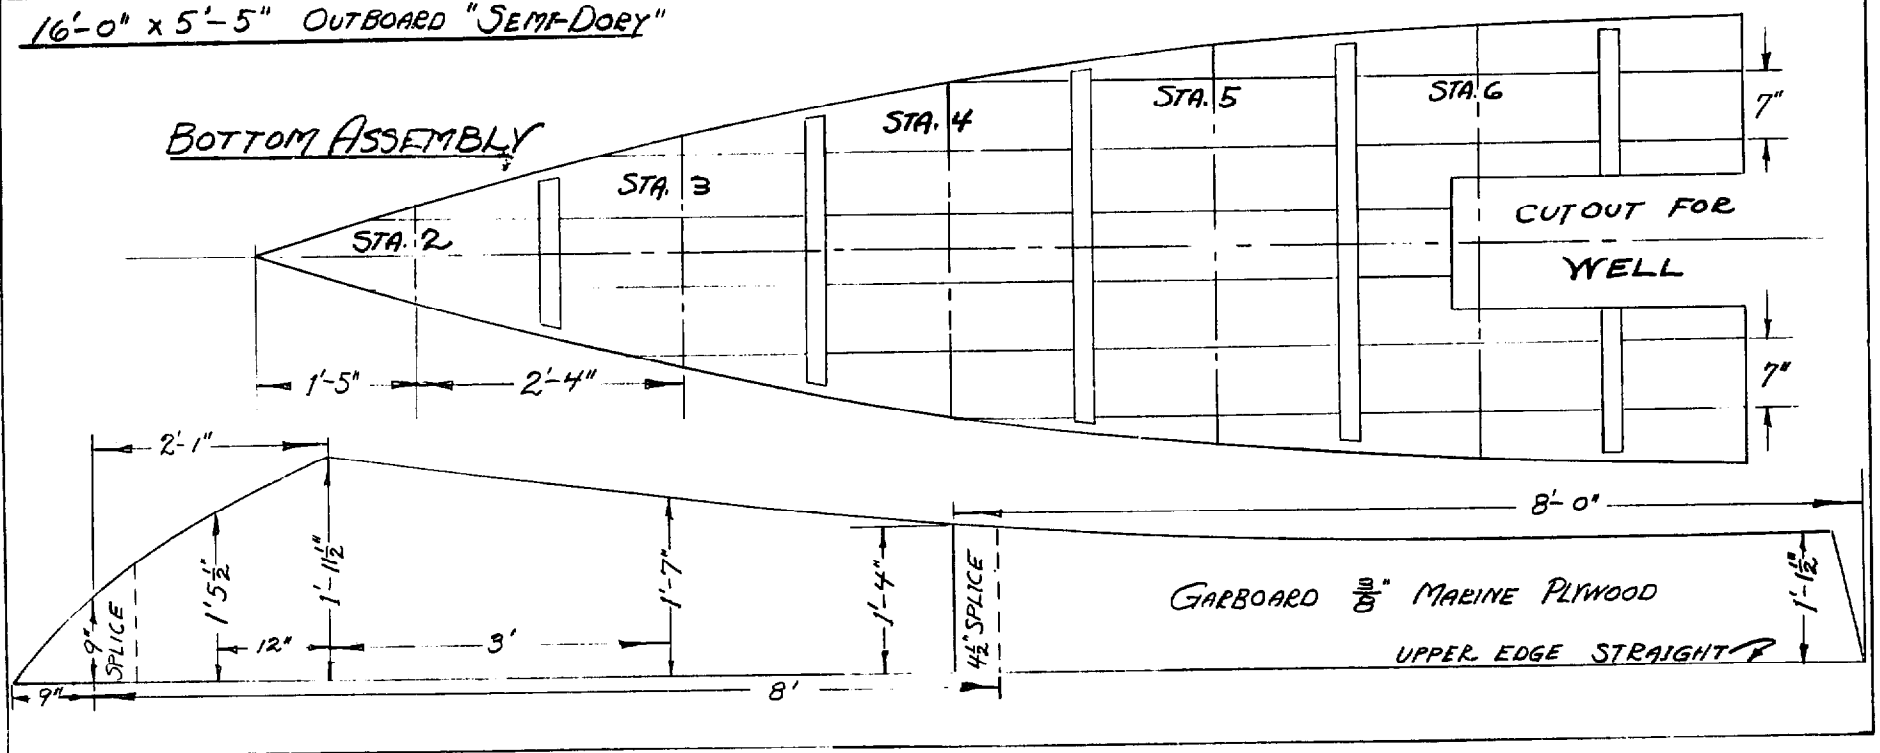 16'-0" x 5'-5" OUTBOARD "SEMI-DORY"
BOTTOM ASSEMBLY
STA. 2
STA. 3
STA. 4
STA. 5
STA. 6
7"
CUTOUT FOR
WELL
7"
1'-5"
2'-4"
2'-1"
8'-0"
9"
SPLICE
1'5½"
1'-11½"
1'-7"
1'-4"
4½" SPLICE
GARBOARD 3/8" MARINE PLYWOOD
1'-1½"
12"
3'
UPPER EDGE STRAIGHT
9"
8'